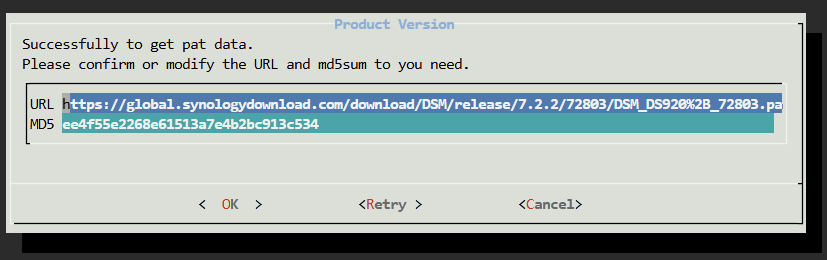 Product Version
Successfully to get pat data.
Please confirm or modify the URL and md5sum to you need.
URL https://global.synologydownload.com/download/DSM/release/7.2.2/72803/DSM_DS920%2B_72803.pa
MD5 ee4f55e2268e61513a7e4b2bc913c534
< OK > <Retry > <Cancel>